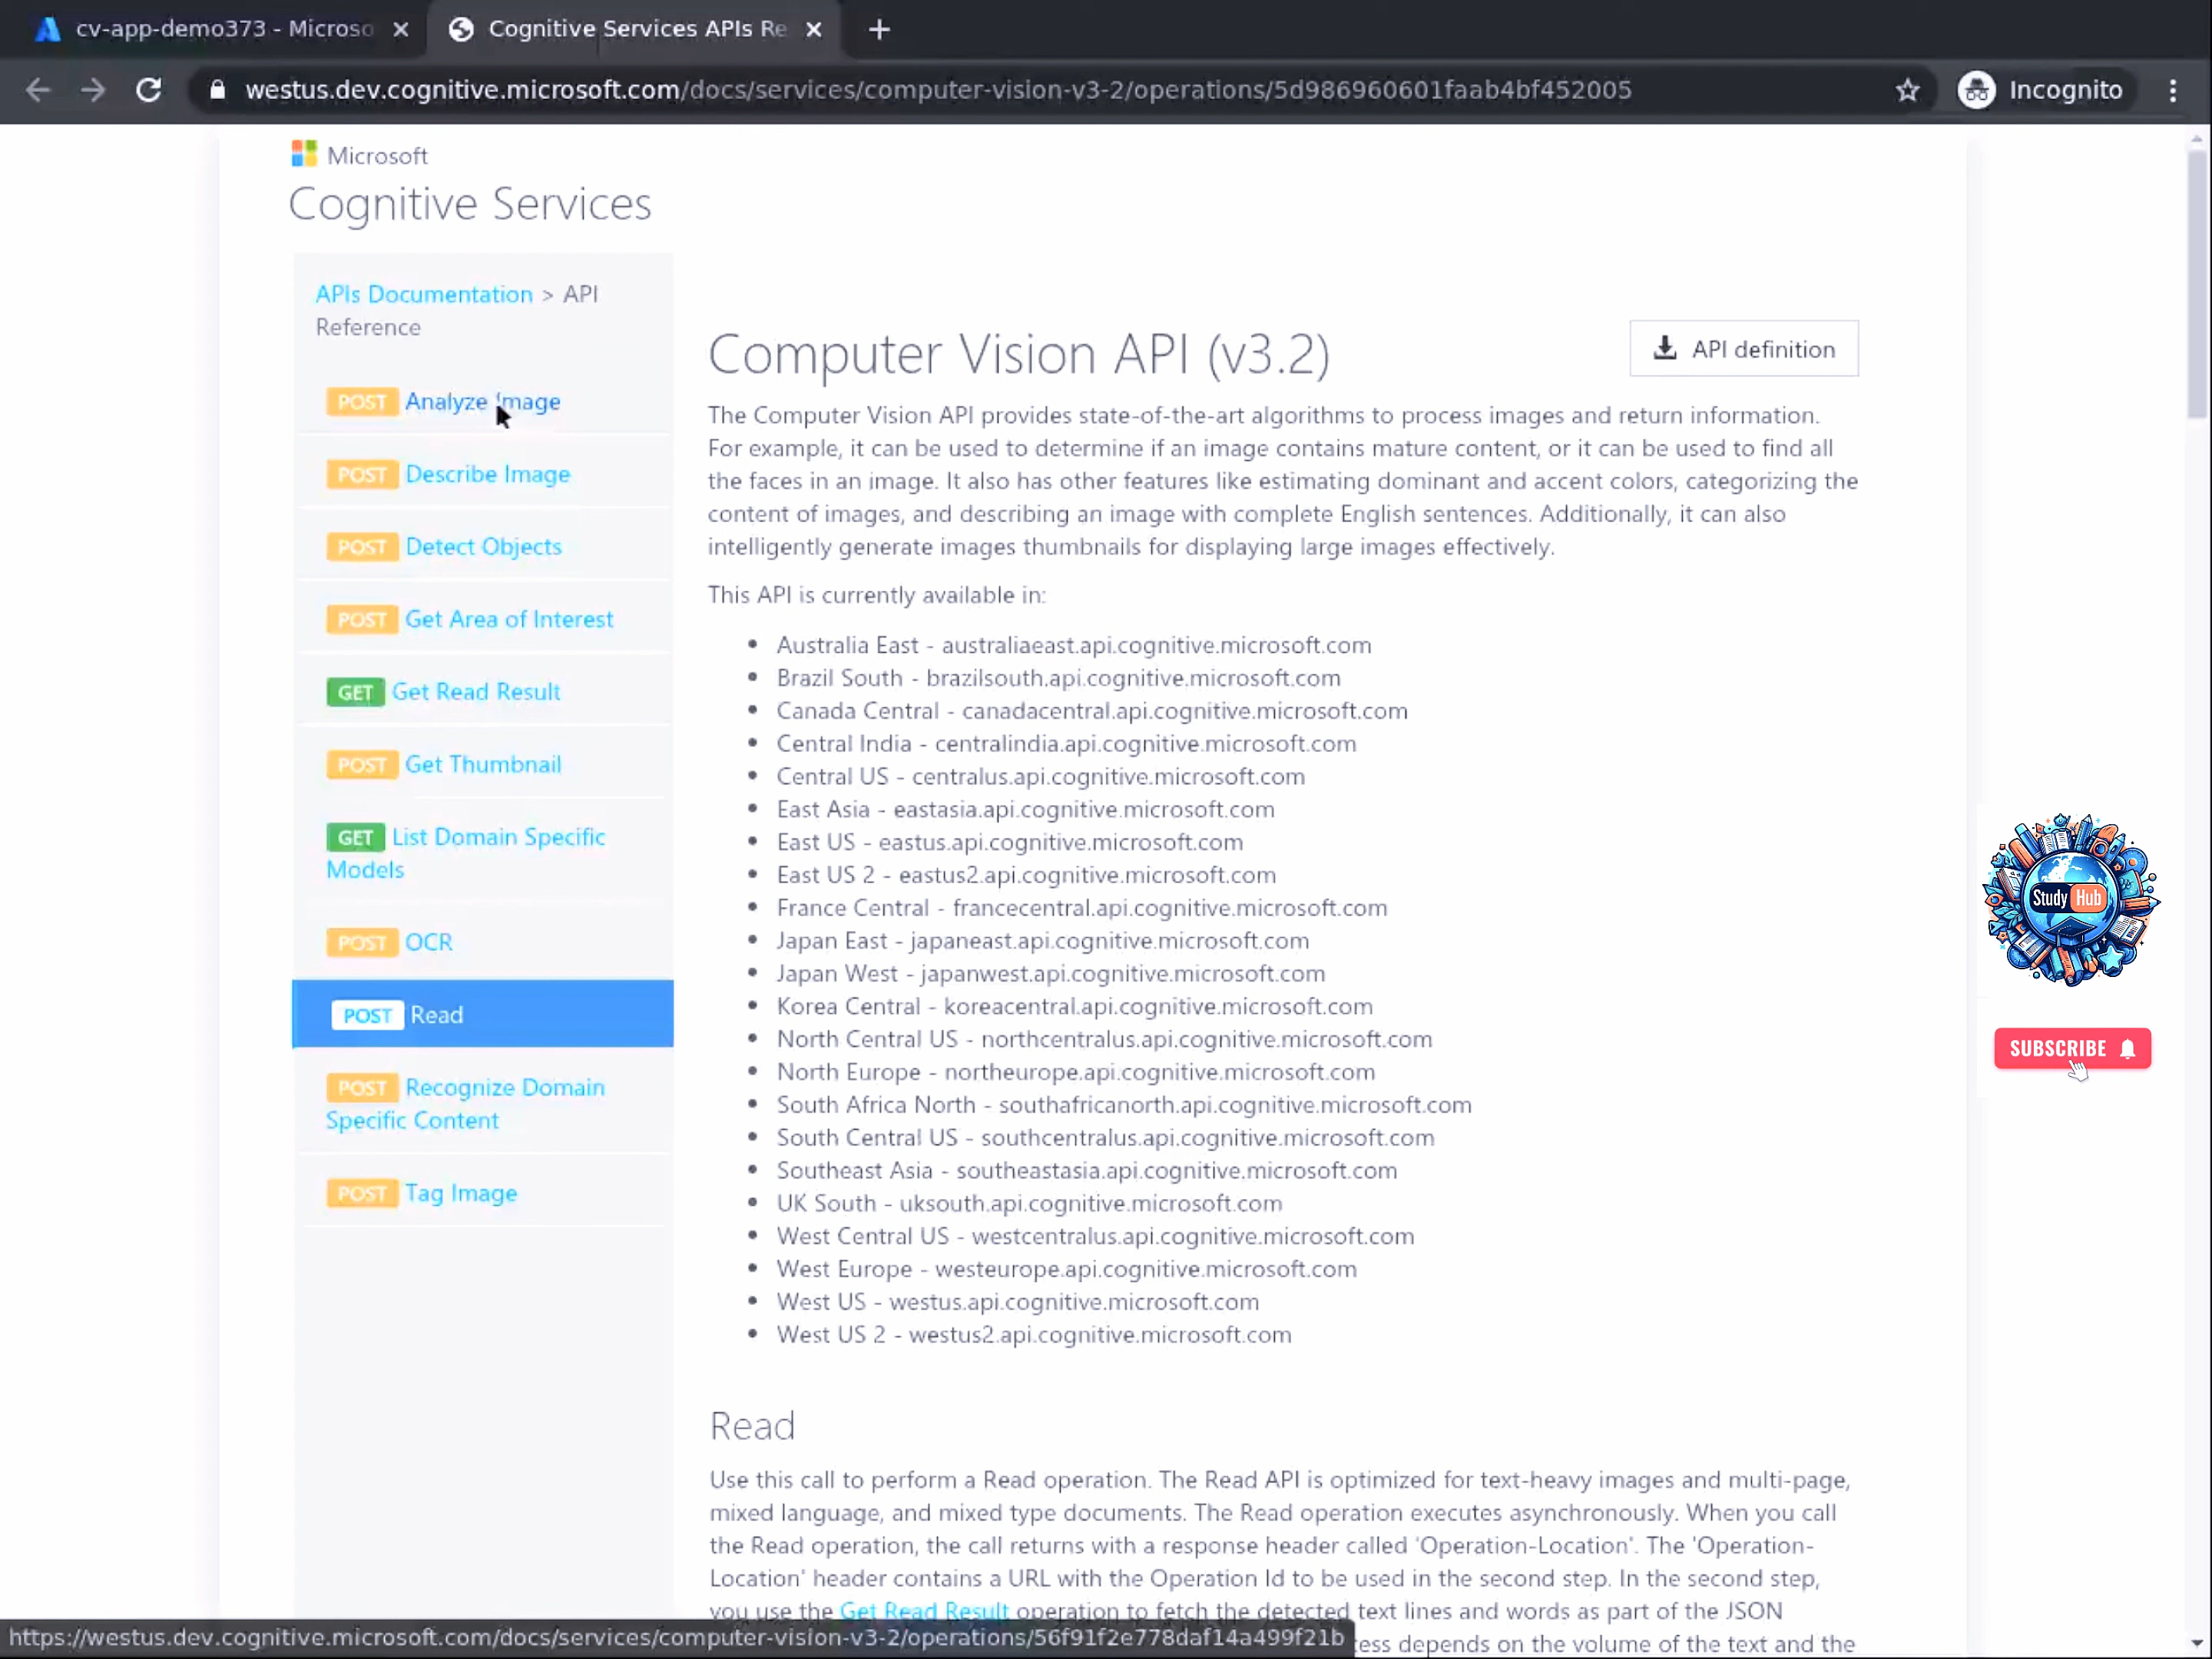 cv-app-demo373 - Microso
Cognitive Services APIs Re
westus.dev.cognitive.microsoft.com/docs/services/computer-vision-v3-2/operations/5d986960601faab4bf452005
Incognito
Microsoft
Cognitive Services
APIs Documentation > API
Reference
POST Analyze Image
POST Describe Image
POST Detect Objects
POST Get Area of Interest
GET Get Read Result
POST Get Thumbnail
GET List Domain Specific
Models
POST OCR
POST Read
POST Recognize Domain
Specific Content
POST Tag Image
Computer Vision API (v3.2)
API definition
The Computer Vision API provides state-of-the-art algorithms to process images and return information.
For example, it can be used to determine if an image contains mature content, or it can be used to find all
the faces in an image. It also has other features like estimating dominant and accent colors, categorizing the
content of images, and describing an image with complete English sentences. Additionally, it can also
intelligently generate images thumbnails for displaying large images effectively.
This API is currently available in:
• Australia East - australiaeast.api.cognitive.microsoft.com
• Brazil South - brazilsouth.api.cognitive.microsoft.com
• Canada Central - canadacentral.api.cognitive.microsoft.com
• Central India - centralindia.api.cognitive.microsoft.com
• Central US - centralus.api.cognitive.microsoft.com
• East Asia - eastasia.api.cognitive.microsoft.com
• East US - eastus.api.cognitive.microsoft.com
• East US 2 - eastus2.api.cognitive.microsoft.com
• France Central - francecentral.api.cognitive.microsoft.com
• Japan East - japaneast.api.cognitive.microsoft.com
• Japan West - japanwest.api.cognitive.microsoft.com
• Korea Central - koreacentral.api.cognitive.microsoft.com
• North Central US - northcentralus.api.cognitive.microsoft.com
• North Europe - northeurope.api.cognitive.microsoft.com
• South Africa North - southafricanorth.api.cognitive.microsoft.com
• South Central US - southcentralus.api.cognitive.microsoft.com
• Southeast Asia - southeastasia.api.cognitive.microsoft.com
• UK South - uksouth.api.cognitive.microsoft.com
• West Central US - westcentralus.api.cognitive.microsoft.com
• West Europe - westeurope.api.cognitive.microsoft.com
• West US - westus.api.cognitive.microsoft.com
• West US 2 - westus2.api.cognitive.microsoft.com
Read
Use this call to perform a Read operation. The Read API is optimized for text-heavy images and multi-page,
mixed language, and mixed type documents. The Read operation executes asynchronously. When you call
the Read operation, the call returns with a response header called 'Operation-Location'. The 'Operation-
Location' header contains a URL with the Operation Id to be used in the second step. In the second step,
you use the Get Read Result operation to fetch the detected text lines and words as part of the JSON
ess depends on the volume of the text and the
https://westus.dev.cognitive.microsoft.com/docs/services/computer-vision-v3-2/operations/56f91f2e778daf14a499f21b
Study Hub
SUBSCRIBE